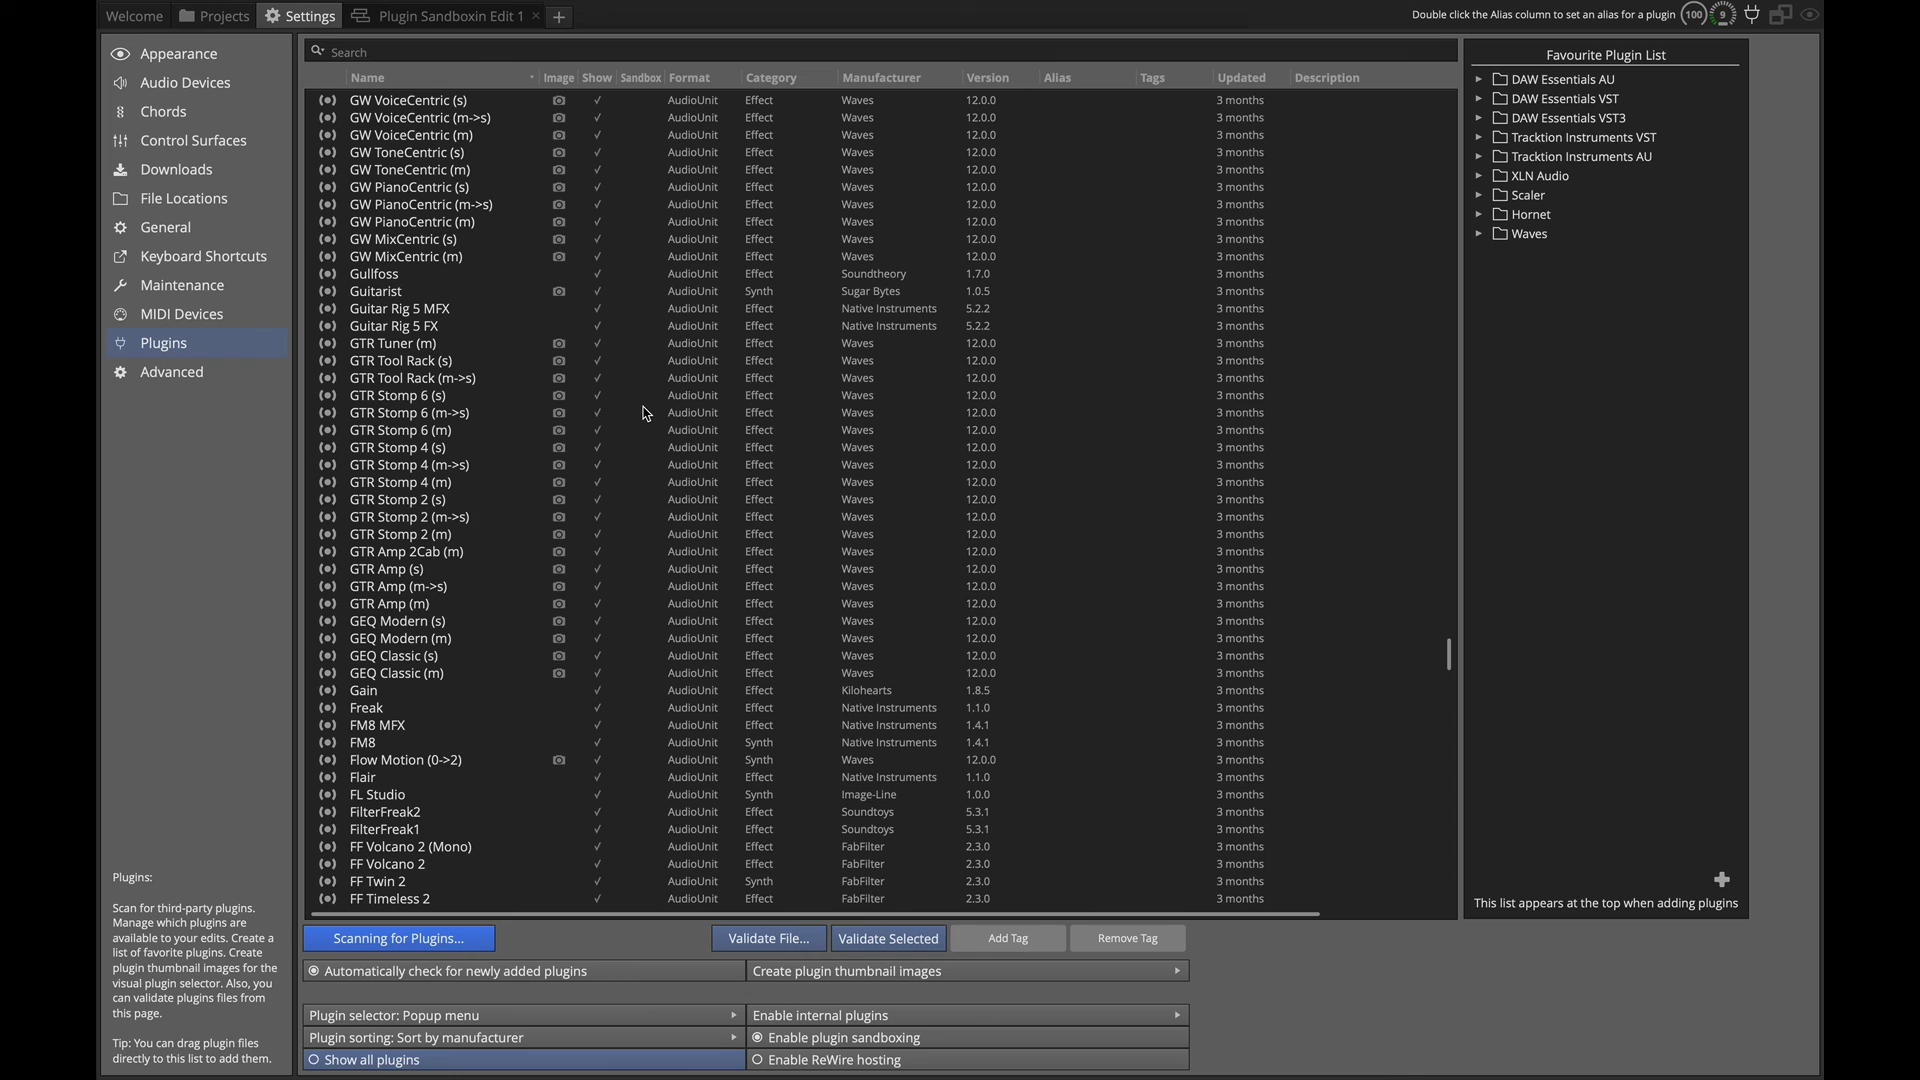 Welcome
Projects
Settings
Plugin Sandboxin Edit 1
Double click the Alias column to set an alias for a plugin
100
9
Appearance
Audio Devices
Chords
Control Surfaces
Downloads
File Locations
General
Keyboard Shortcuts
Maintenance
MIDI Devices
Plugins
Advanced
Plugins:
Scan for third-party plugins.
Manage which plugins are
available to your edits. Create a
list of favorite plugins. Create
plugin thumbnail images for the
visual plugin selector. Also, you
can validate plugins files from
this page.
Tip: You can drag plugin files
directly to this list to add them.
Search
Name Image Show Sandbox Format Category Manufacturer Version Alias Tags Updated Description
GW VoiceCentric (s) AudioUnit Effect Waves 12.0.0 3 months
GW VoiceCentric (m->s) AudioUnit Effect Waves 12.0.0 3 months
GW VoiceCentric (m) AudioUnit Effect Waves 12.0.0 3 months
GW ToneCentric (s) AudioUnit Effect Waves 12.0.0 3 months
GW ToneCentric (m) AudioUnit Effect Waves 12.0.0 3 months
GW PianoCentric (s) AudioUnit Effect Waves 12.0.0 3 months
GW PianoCentric (m->s) AudioUnit Effect Waves 12.0.0 3 months
GW PianoCentric (m) AudioUnit Effect Waves 12.0.0 3 months
GW MixCentric (s) AudioUnit Effect Waves 12.0.0 3 months
GW MixCentric (m) AudioUnit Effect Waves 12.0.0 3 months
Gullfoss AudioUnit Effect Soundtheory 1.7.0 3 months
Guitarist AudioUnit Synth Sugar Bytes 1.0.5 3 months
Guitar Rig 5 MFX AudioUnit Effect Native Instruments 5.2.2 3 months
Guitar Rig 5 FX AudioUnit Effect Native Instruments 5.2.2 3 months
GTR Tuner (m) AudioUnit Effect Waves 12.0.0 3 months
GTR Tool Rack (s) AudioUnit Effect Waves 12.0.0 3 months
GTR Tool Rack (m->s) AudioUnit Effect Waves 12.0.0 3 months
GTR Stomp 6 (s) AudioUnit Effect Waves 12.0.0 3 months
GTR Stomp 6 (m->s) AudioUnit Effect Waves 12.0.0 3 months
GTR Stomp 6 (m) AudioUnit Effect Waves 12.0.0 3 months
GTR Stomp 4 (s) AudioUnit Effect Waves 12.0.0 3 months
GTR Stomp 4 (m->s) AudioUnit Effect Waves 12.0.0 3 months
GTR Stomp 4 (m) AudioUnit Effect Waves 12.0.0 3 months
GTR Stomp 2 (s) AudioUnit Effect Waves 12.0.0 3 months
GTR Stomp 2 (m->s) AudioUnit Effect Waves 12.0.0 3 months
GTR Stomp 2 (m) AudioUnit Effect Waves 12.0.0 3 months
GTR Amp 2Cab (m) AudioUnit Effect Waves 12.0.0 3 months
GTR Amp (s) AudioUnit Effect Waves 12.0.0 3 months
GTR Amp (m->s) AudioUnit Effect Waves 12.0.0 3 months
GTR Amp (m) AudioUnit Effect Waves 12.0.0 3 months
GEQ Modern (s) AudioUnit Effect Waves 12.0.0 3 months
GEQ Modern (m) AudioUnit Effect Waves 12.0.0 3 months
GEQ Classic (s) AudioUnit Effect Waves 12.0.0 3 months
GEQ Classic (m) AudioUnit Effect Waves 12.0.0 3 months
Gain AudioUnit Effect Kilohearts 1.8.5 3 months
Freak AudioUnit Effect Native Instruments 1.1.0 3 months
FM8 MFX AudioUnit Effect Native Instruments 1.4.1 3 months
FM8 AudioUnit Synth Native Instruments 1.4.1 3 months
Flow Motion (0->2) AudioUnit Synth Waves 12.0.0 3 months
Flair AudioUnit Effect Native Instruments 1.1.0 3 months
FL Studio AudioUnit Synth Image-Line 1.0.0 3 months
FilterFreak2 AudioUnit Effect Soundtoys 5.3.1 3 months
FilterFreak1 AudioUnit Effect Soundtoys 5.3.1 3 months
FF Volcano 2 (Mono) AudioUnit Effect FabFilter 2.3.0 3 months
FF Volcano 2 AudioUnit Effect FabFilter 2.3.0 3 months
FF Twin 2 AudioUnit Synth FabFilter 2.3.0 3 months
FF Timeless 2 AudioUnit Effect FabFilter 2.3.0 3 months
Scanning for Plugins...
Validate File...
Validate Selected
Add Tag
Remove Tag
Automatically check for newly added plugins
Create plugin thumbnail images
Plugin selector: Popup menu
Enable internal plugins
Plugin sorting: Sort by manufacturer
Enable plugin sandboxing
Show all plugins
Enable ReWire hosting
Favourite Plugin List
DAW Essentials AU
DAW Essentials VST
DAW Essentials VST3
Tracktion Instruments VST
Tracktion Instruments AU
XLN Audio
Scaler
Hornet
Waves
This list appears at the top when adding plugins